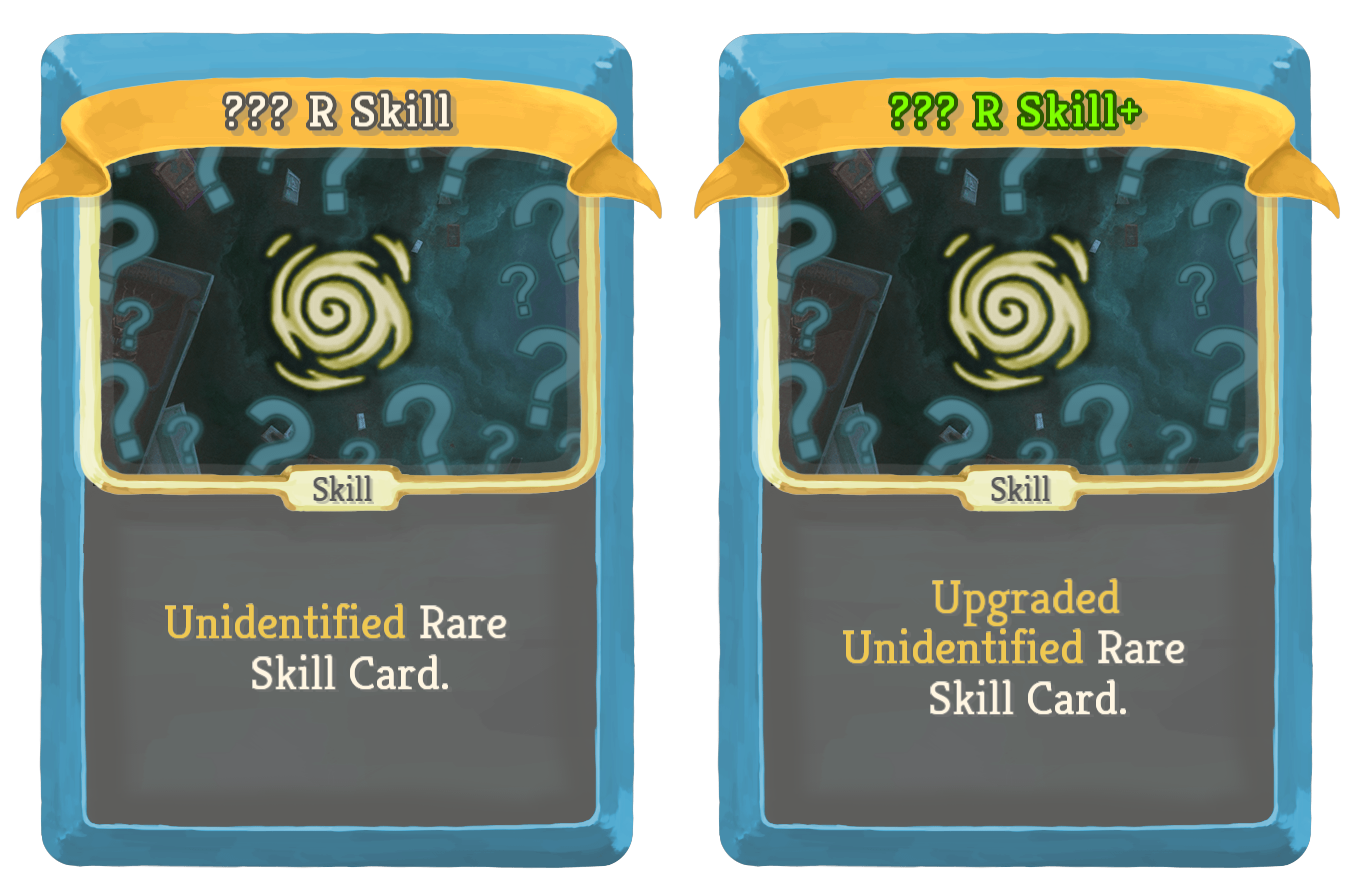 ??? R Skill
Skill
Unidentified Rare
Skill Card.
??? R Skill+
Skill
Upgraded
Unidentified Rare
Skill Card.